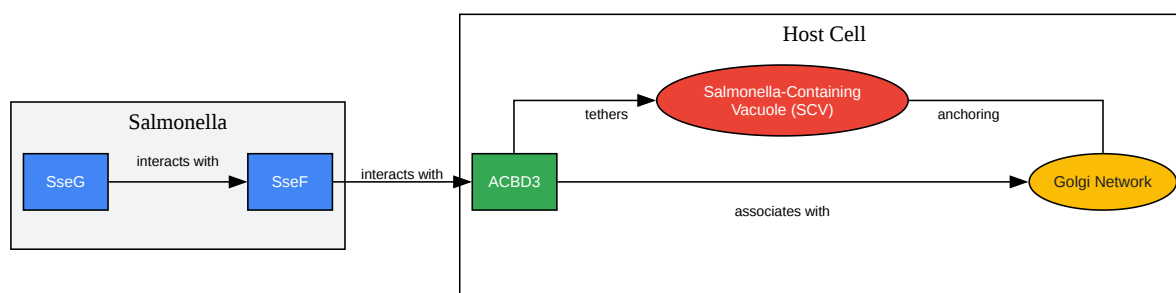 Host Cell
Salmonella-Containing
Vacuole (SCV)
tethers
anchoring
Salmonella
interacts with
SseG
SseF
interacts with
ACBD3
Golgi Network
associates with